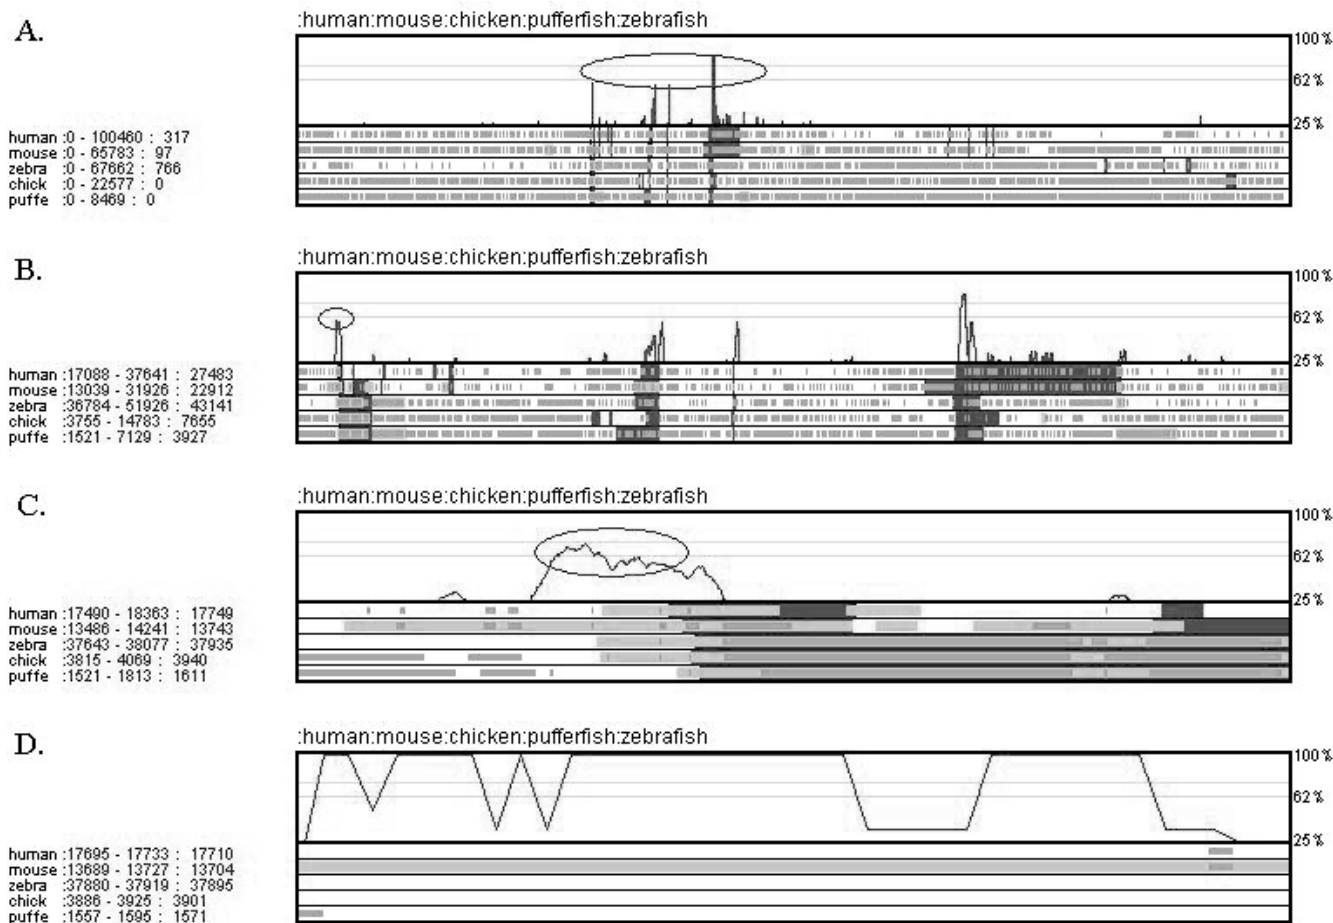 A.
:human:mouse:chicken:pufferfish:zebrafish
100%
62%
25%
human :0 - 100460 : 317
mouse :0 - 65783 : 97
zebra :0 - 67662 : 766
chick :0 - 22577 : 0
puffe :0 - 8469 : 0
B.
:human:mouse:chicken:pufferfish:zebrafish
100%
62%
25%
human :17088 - 37641 : 27483
mouse :13039 - 31926 : 22912
zebra :36784 - 51926 : 43141
chick :3755 - 14783 : 7655
puffe :1521 - 7129 : 3927
C.
:human:mouse:chicken:pufferfish:zebrafish
100%
62%
25%
human :17490 - 18363 : 17749
mouse :13486 - 14241 : 13743
zebra :37643 - 38077 : 37935
chick :3815 - 4069 : 3940
puffe :1521 - 1813 : 1611
D.
:human:mouse:chicken:pufferfish:zebrafish
100%
62%
25%
human :17695 - 17733 : 17710
mouse :13689 - 13727 : 13704
zebra :37880 - 37919 : 37895
chick :3886 - 3925 : 3901
puffe :1557 - 1595 : 1571